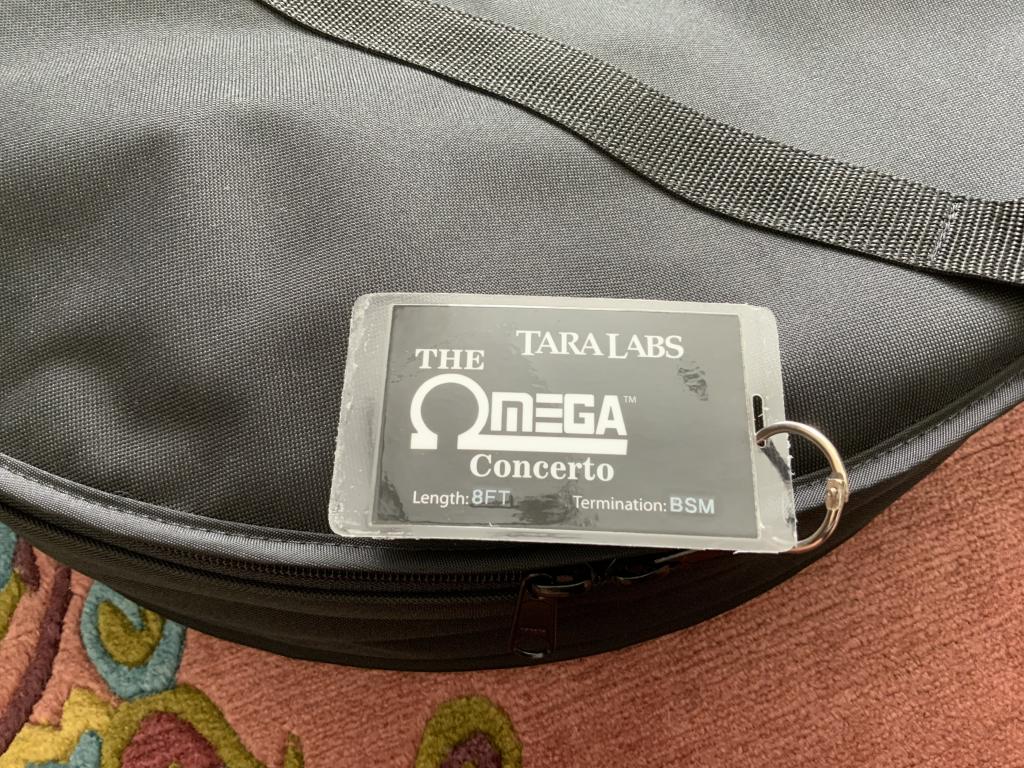 TARA LABS
THE
ΩMEGA™
Concerto
Length: 8FT Termination: BSM